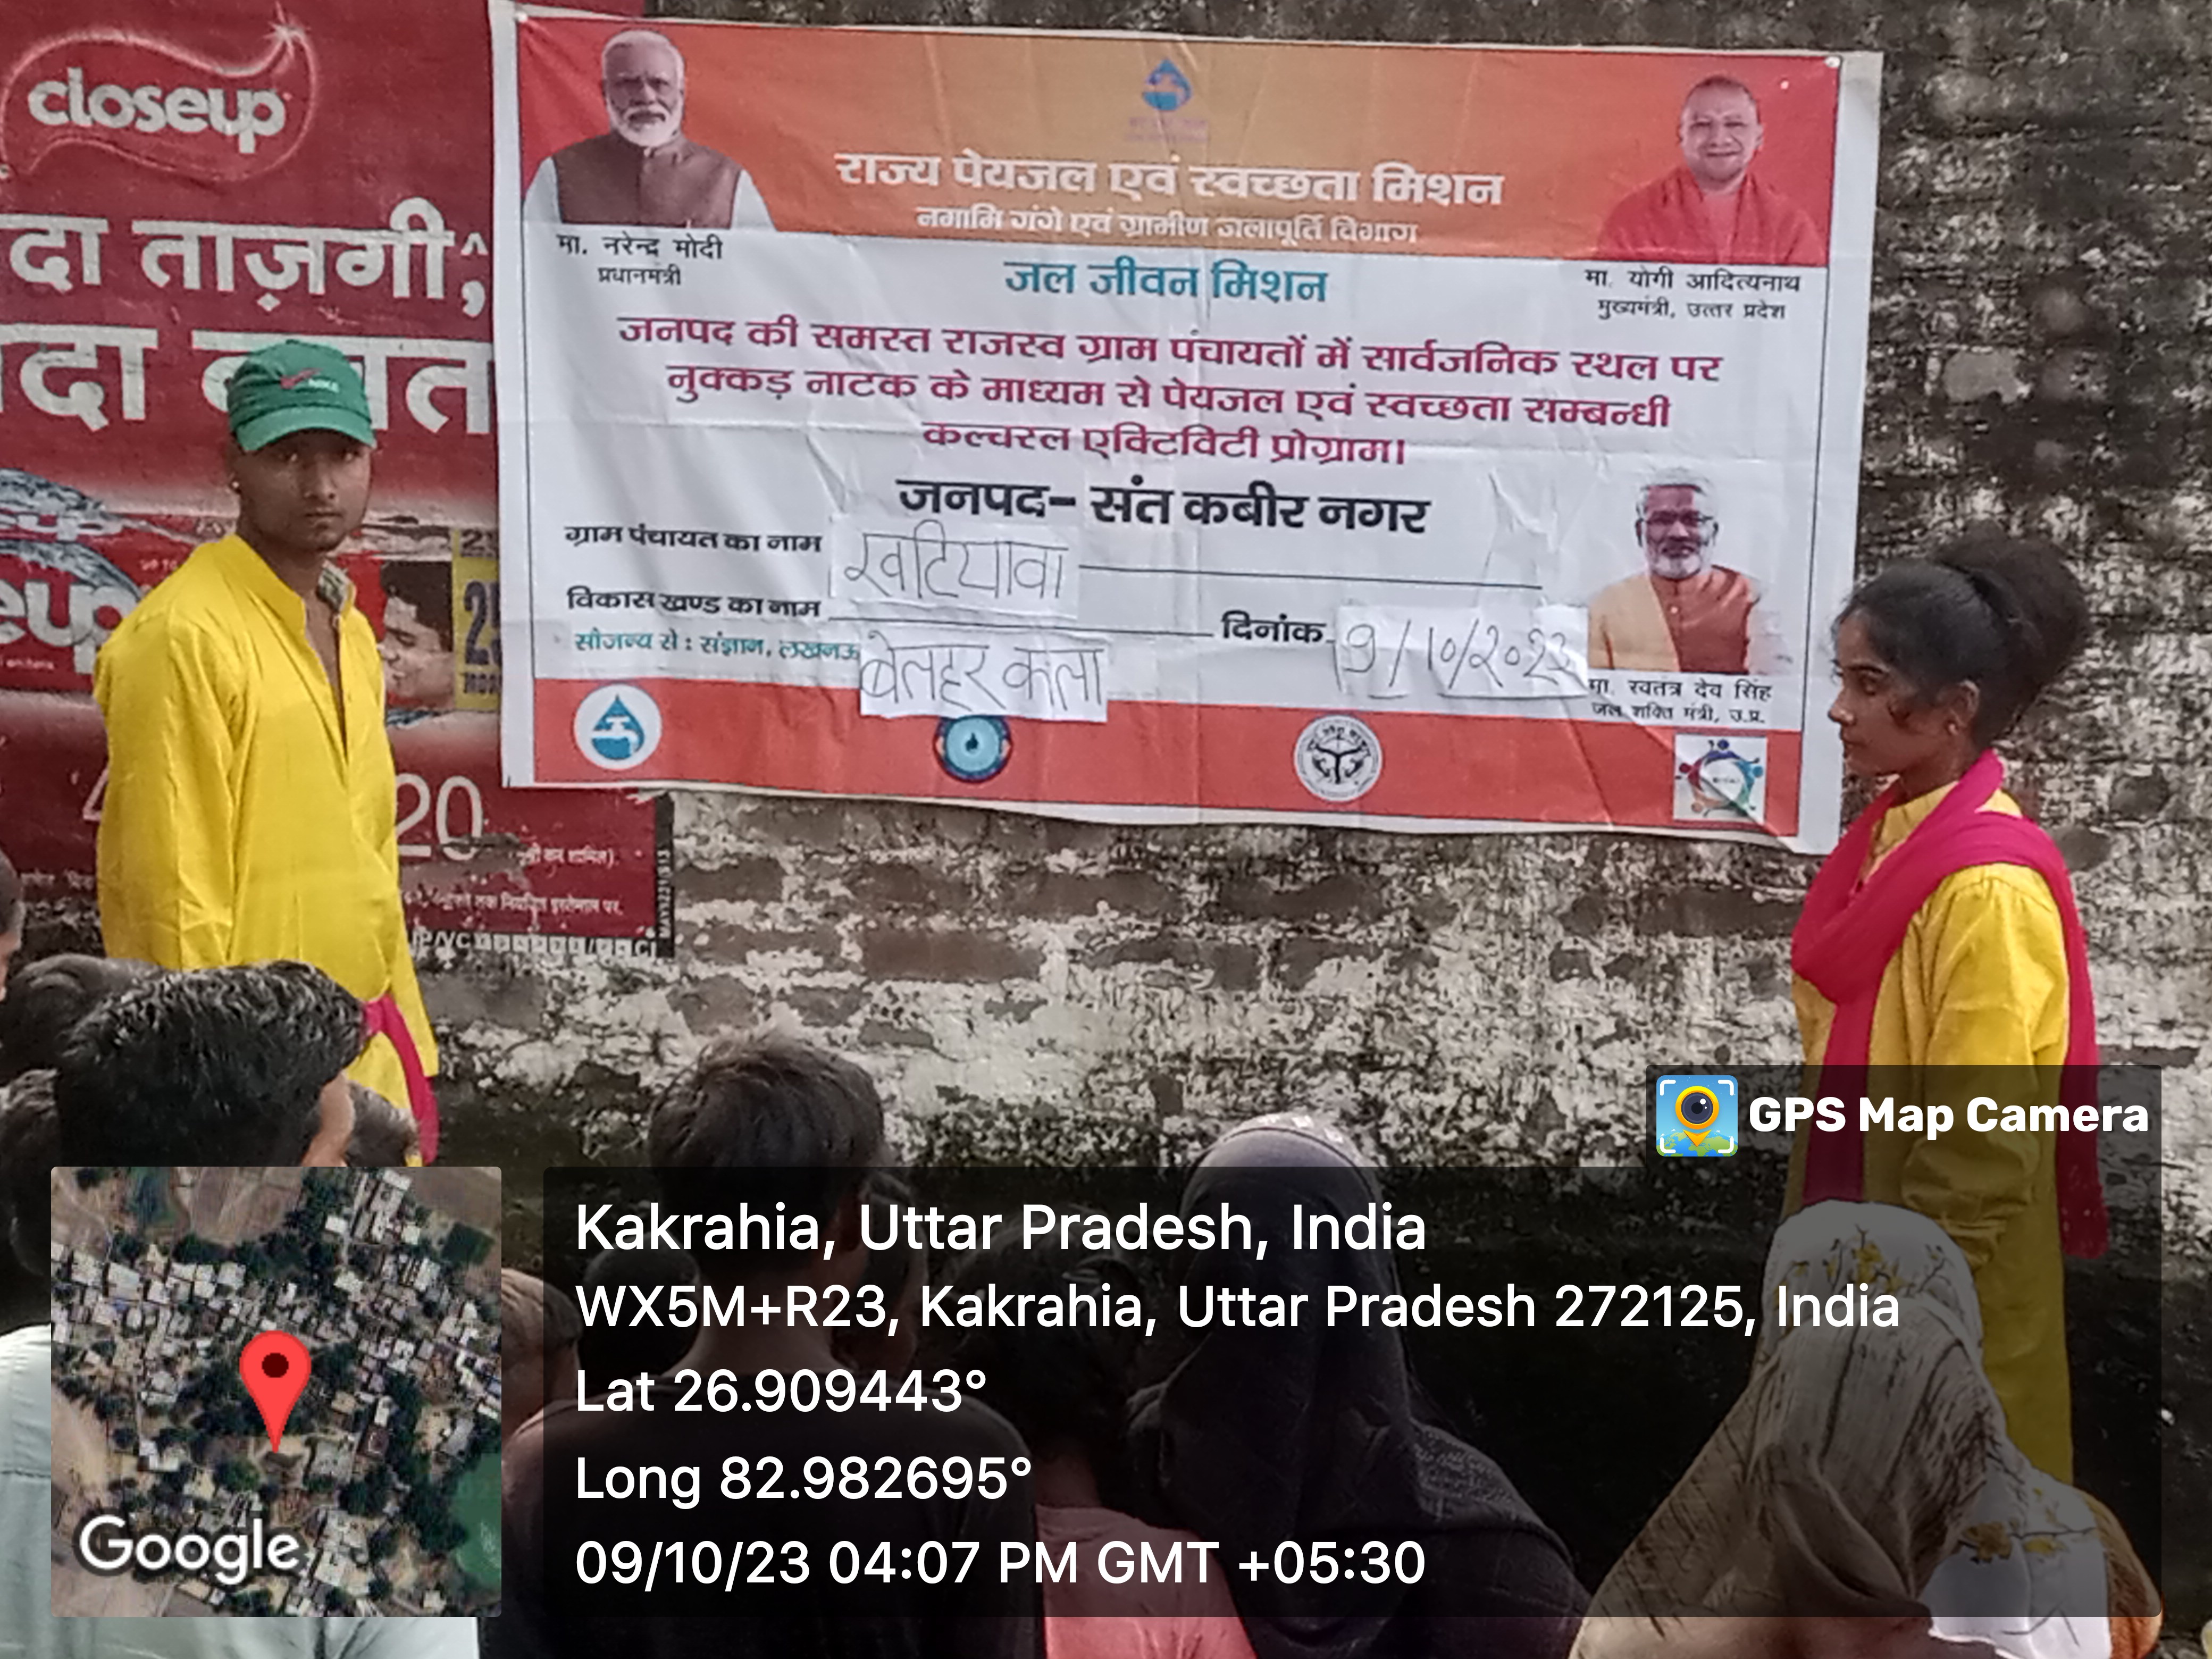 closeup
दा ताज़गी^,
राज्य पेयजल एवं स्वच्छता मिशन
नमामि गंगे एवं ग्रामीण जलापूर्ति विभाग
मा. नरेन्द्र मोदी
प्रधानमंत्री
जल जीवन मिशन
मा. योगी आदित्यनाथ
मुख्यमंत्री, उत्तर प्रदेश
जनपद की समस्त राजस्व ग्राम पंचायतों में सार्वजनिक स्थल पर
नुक्कड़ नाटक के माध्यम से पेयजल एवं स्वच्छता सम्बन्धी
कल्चरल एक्टिविटी प्रोग्राम।
जनपद- संत कबीर नगर
ग्राम पंचायत का नाम खटियावा
विकास खण्ड का नाम बेलहर कला दिनांक 9/10/2023
सौजन्य से : संज्ञान, लखनऊ
मा. स्वतंत्र देव सिंह
जल शक्ति मंत्री, उ.प्र.
NIKE
eup
20
GPS Map Camera
Kakrahia, Uttar Pradesh, India
WX5M+R23, Kakrahia, Uttar Pradesh 272125, India
Lat 26.909443°
Long 82.982695°
09/10/23 04:07 PM GMT +05:30
Google